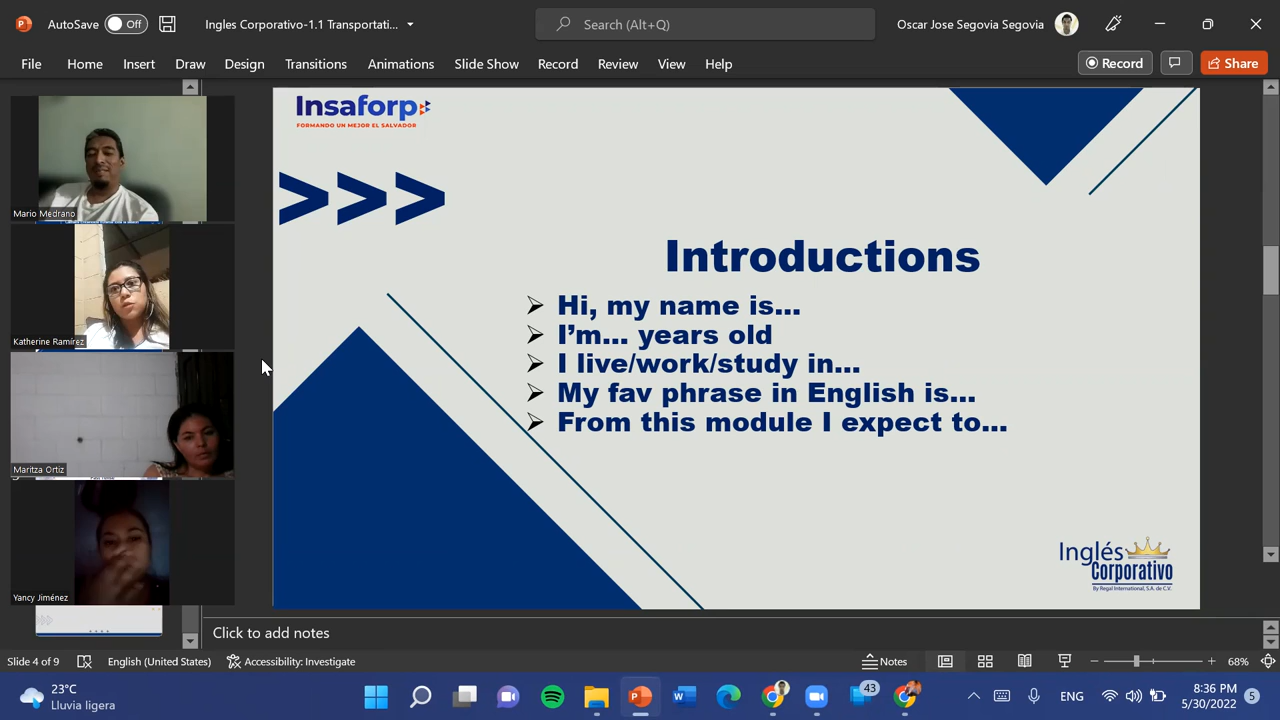 AutoSave
Off
Ingles Corporativo-1.1 Transportati...
Search (Alt+Q)
Oscar Jose Segovia Segovia
File
Home
Insert
Draw
Design
Transitions
Animations
Slide Show
Record
Review
View
Help
Record
Share
Mario Medrano
Katherine Ramírez
Maritza Ortiz
Yancy Jiménez
Insaforp
FORMANDO UN MEJOR EL SALVADOR
>>>
Introductions
Hi, my name is...
I’m... years old
I live/work/study in...
My fav phrase in English is...
From this module I expect to...
Inglés
Corporativo
By Regal International, S.A. de C.V.
Click to add notes
Slide 4 of 9
English (United States)
Accessibility: Investigate
Notes
68%
23°C
Lluvia ligera
43
ENG
8:36 PM
5/30/2022
5